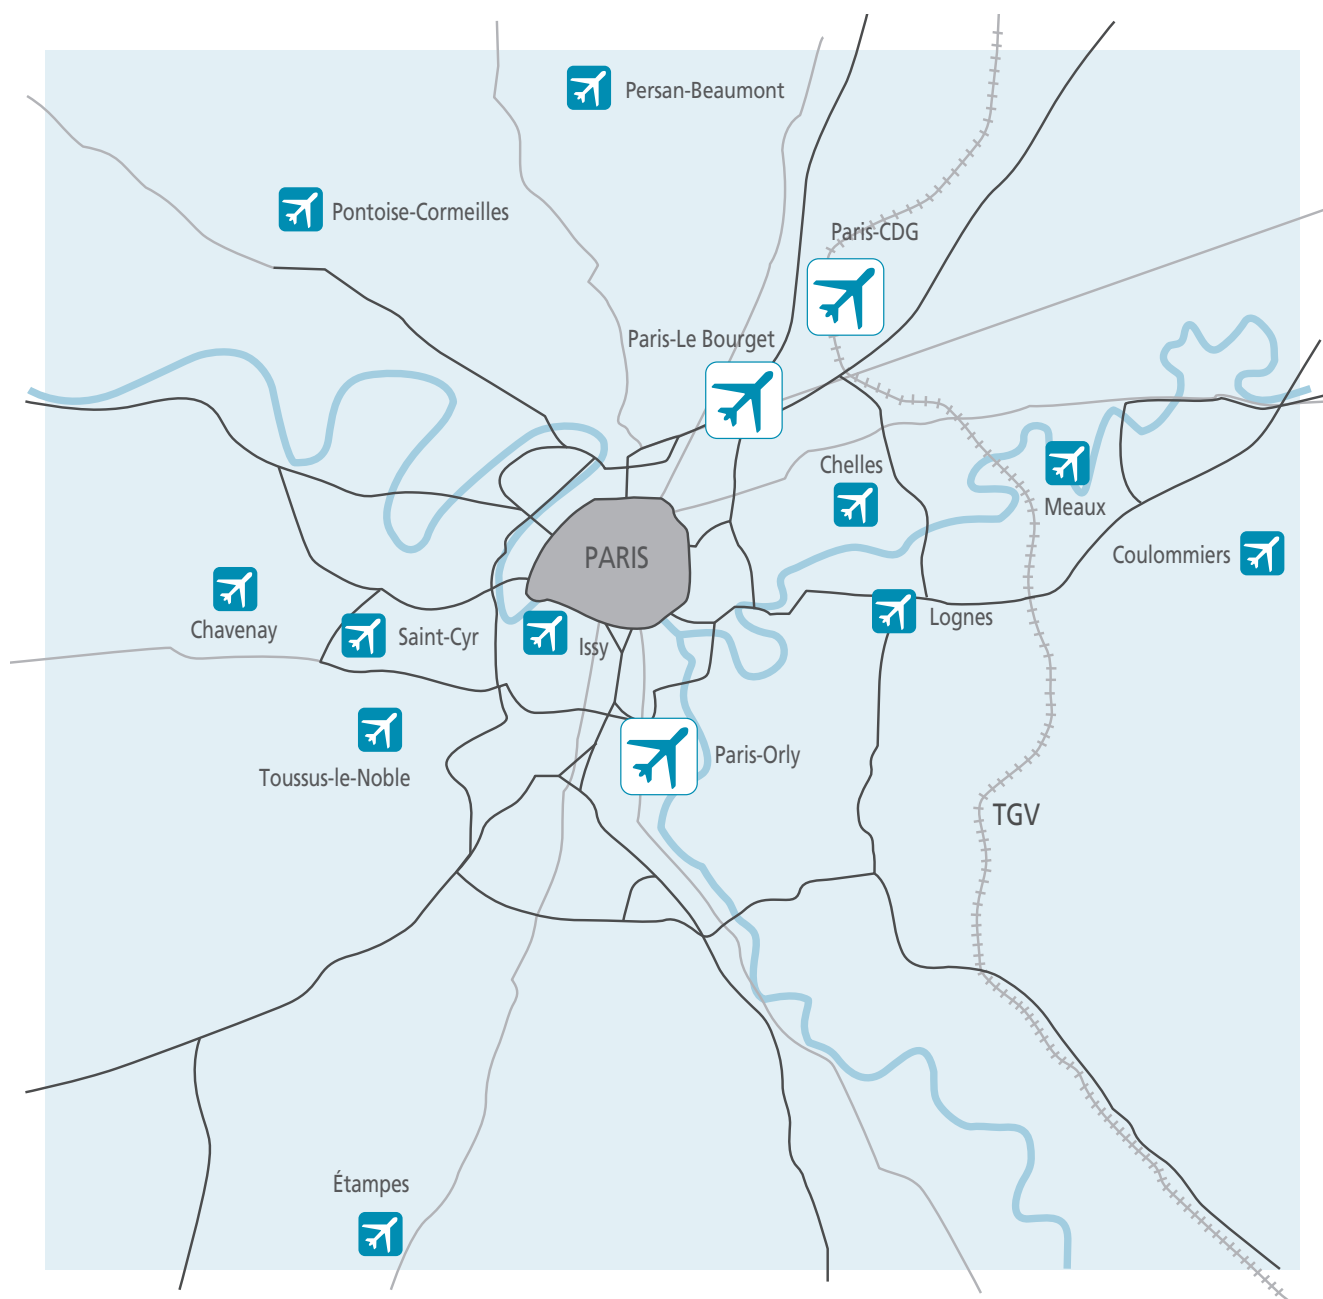 Persan-Beaumont
Pontoise-Cormeilles
Paris-CDG
Paris-Le Bourget
Chelles
Meaux
Coulommiers
PARIS
Chavenay
Saint-Cyr
Issy
Lognes
Toussus-le-Noble
Paris-Orly
TGV
Étampes